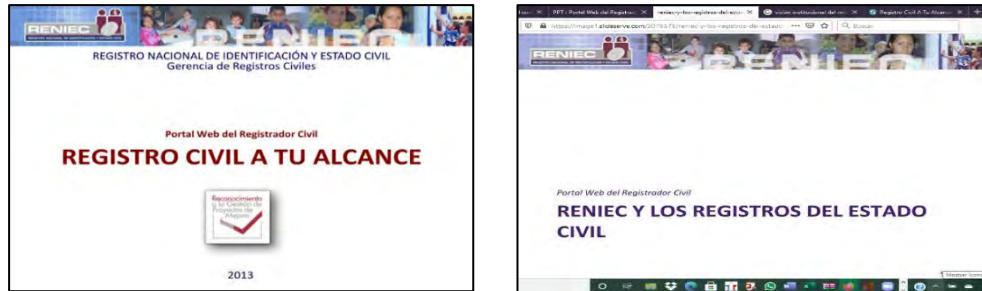 RENIEC
REGISTRO NACIONAL DE IDENTIFICACIÓN Y ESTADO CIVIL
Gerencia de Registros Civiles
Portal Web del Registrador Civil
REGISTRO CIVIL A TU ALCANCE
Reconocimiento
a la Gestión de
Proyectos de
Mejora
2013
RENIEC
Portal Web del Registrador Civil
RENIEC Y LOS REGISTROS DEL ESTADO
CIVIL